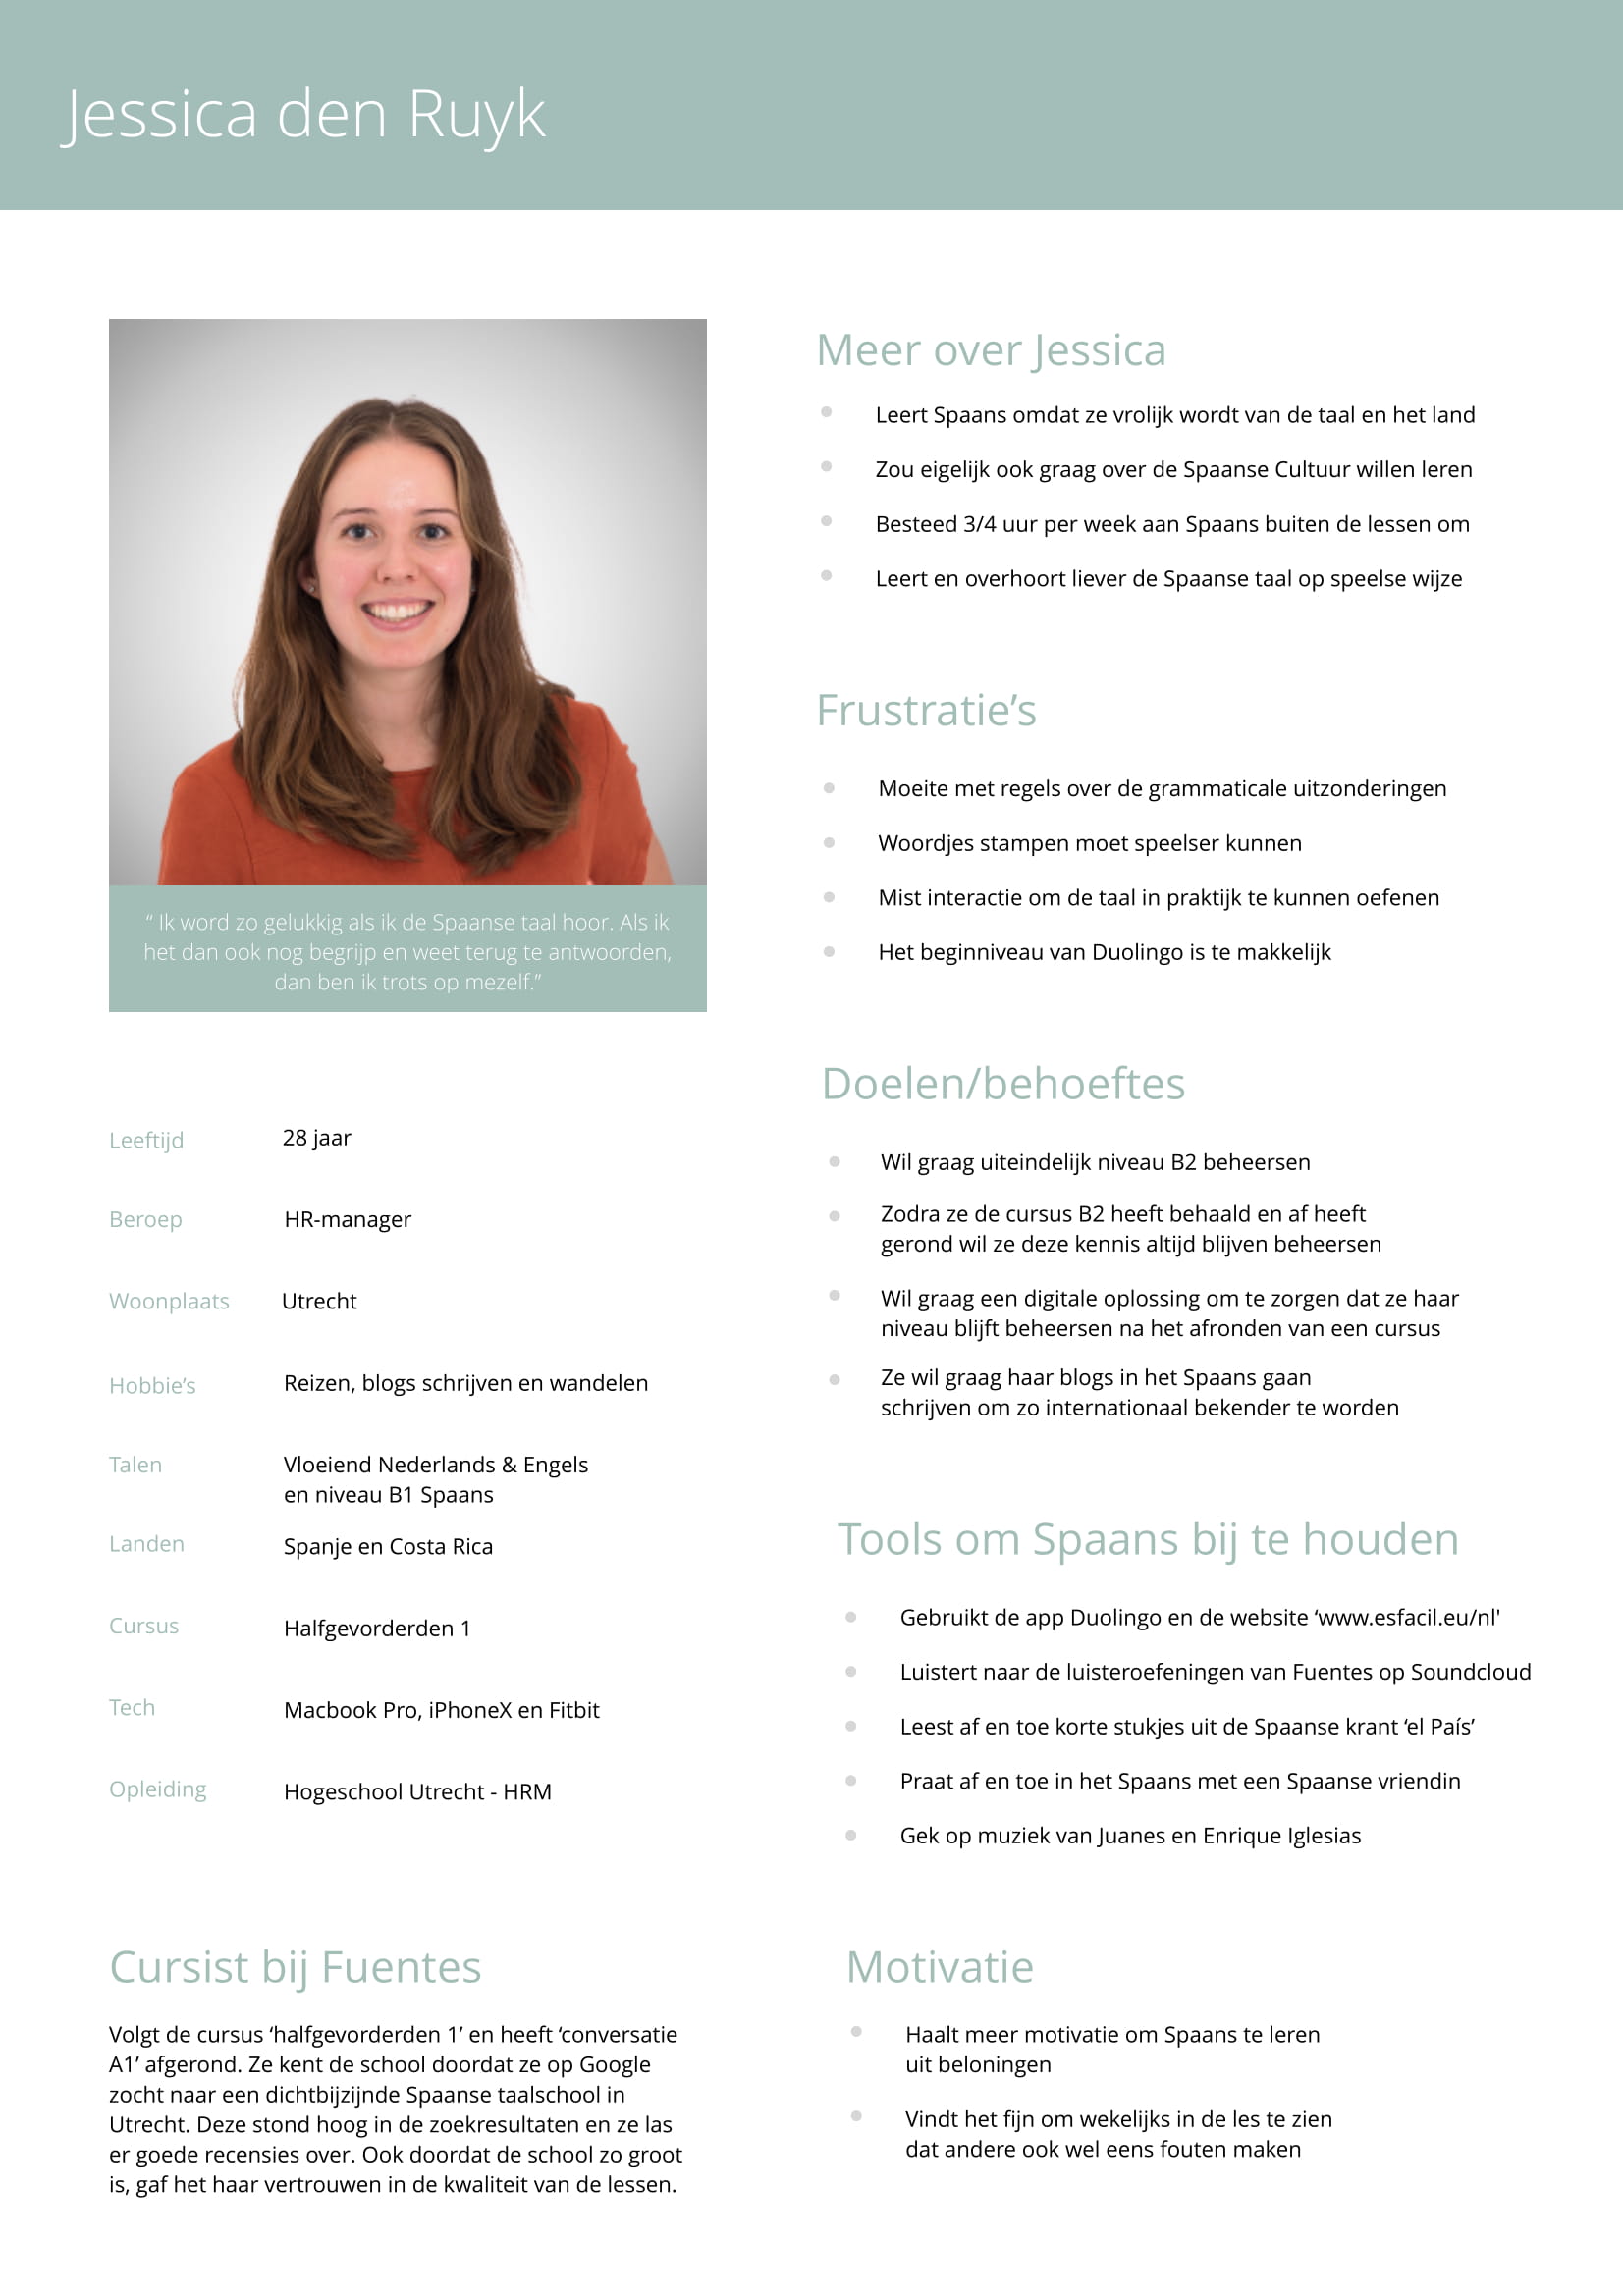 Jessica den Ruyk
“ Ik word zo gelukkig als ik de Spaanse taal hoor. Als ik
het dan ook nog begrijp en weet terug te antwoorden,
dan ben ik trots op mezelf.”
Leeftijd 28 jaar
Beroep HR-manager
Woonplaats Utrecht
Hobbie’s Reizen, blogs schrijven en wandelen
Talen Vloeiend Nederlands & Engels
en niveau B1 Spaans
Landen Spanje en Costa Rica
Cursus Halfgevorderden 1
Tech Macbook Pro, iPhoneX en Fitbit
Opleiding Hogeschool Utrecht - HRM
Cursist bij Fuentes
Volgt de cursus ‘halfgevorderden 1’ en heeft ‘conversatie
A1’ afgerond. Ze kent de school doordat ze op Google
zocht naar een dichtbijzijnde Spaanse taalschool in
Utrecht. Deze stond hoog in de zoekresultaten en ze las
er goede recensies over. Ook doordat de school zo groot
is, gaf het haar vertrouwen in de kwaliteit van de lessen.
Meer over Jessica
Leert Spaans omdat ze vrolijk wordt van de taal en het land
Zou eigelijk ook graag over de Spaanse Cultuur willen leren
Besteed 3/4 uur per week aan Spaans buiten de lessen om
Leert en overhoort liever de Spaanse taal op speelse wijze
Frustratie’s
Moeite met regels over de grammaticale uitzonderingen
Woordjes stampen moet speelser kunnen
Mist interactie om de taal in praktijk te kunnen oefenen
Het beginniveau van Duolingo is te makkelijk
Doelen/behoeftes
Wil graag uiteindelijk niveau B2 beheersen
Zodra ze de cursus B2 heeft behaald en af heeft
gerond wil ze deze kennis altijd blijven beheersen
Wil graag een digitale oplossing om te zorgen dat ze haar
niveau blijft beheersen na het afronden van een cursus
Ze wil graag haar blogs in het Spaans gaan
schrijven om zo internationaal bekender te worden
Tools om Spaans bij te houden
Gebruikt de app Duolingo en de website ‘www.esfacil.eu/nl'
Luistert naar de luisteroefeningen van Fuentes op Soundcloud
Leest af en toe korte stukjes uit de Spaanse krant ‘el País’
Praat af en toe in het Spaans met een Spaanse vriendin
Gek op muziek van Juanes en Enrique Iglesias
Motivatie
Haalt meer motivatie om Spaans te leren
uit beloningen
Vindt het fijn om wekelijks in de les te zien
dat andere ook wel eens fouten maken